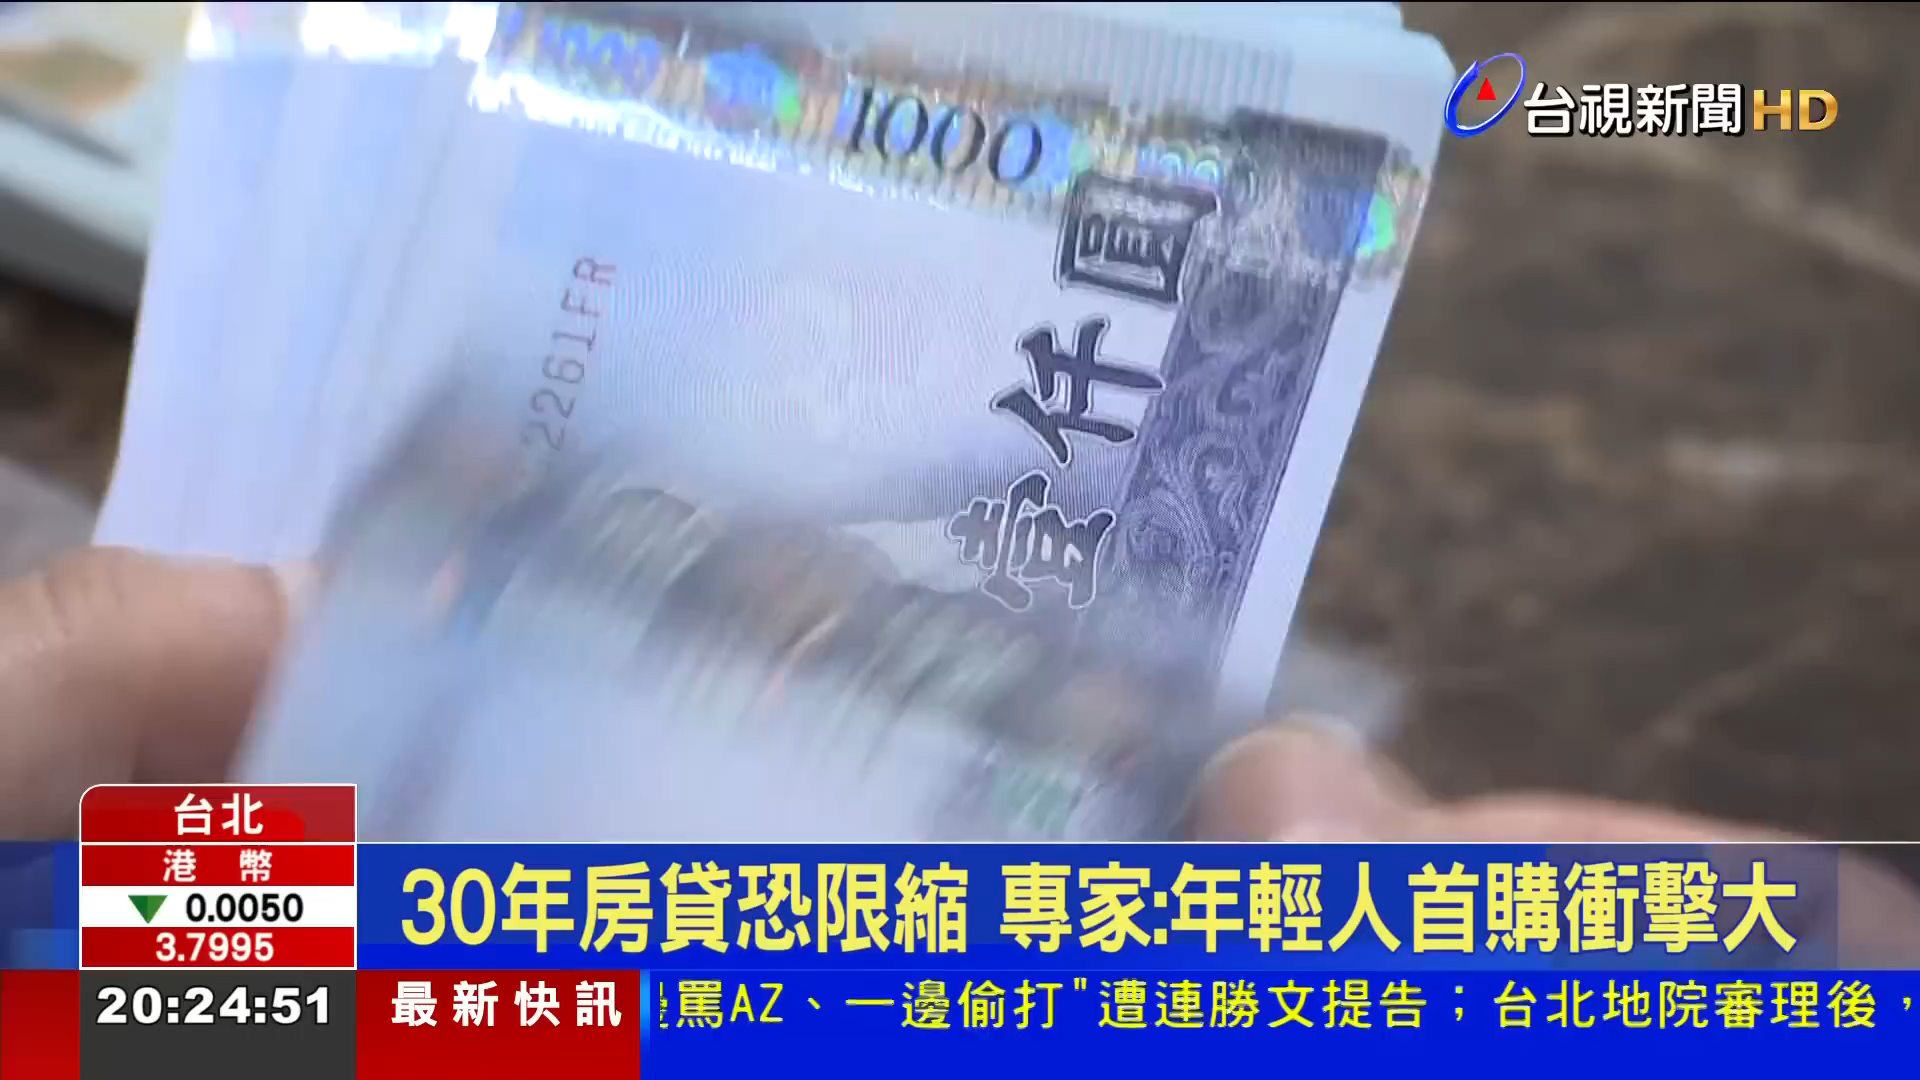 台視新聞HD
1000
壹仟圓
2261FR
台北
港 幣
0.0050
3.7995
30年房貸恐限縮 專家:年輕人首購衝擊大
20:24:51
最新快訊
罵AZ、一邊偷打"遭連勝文提告；台北地院審理後，